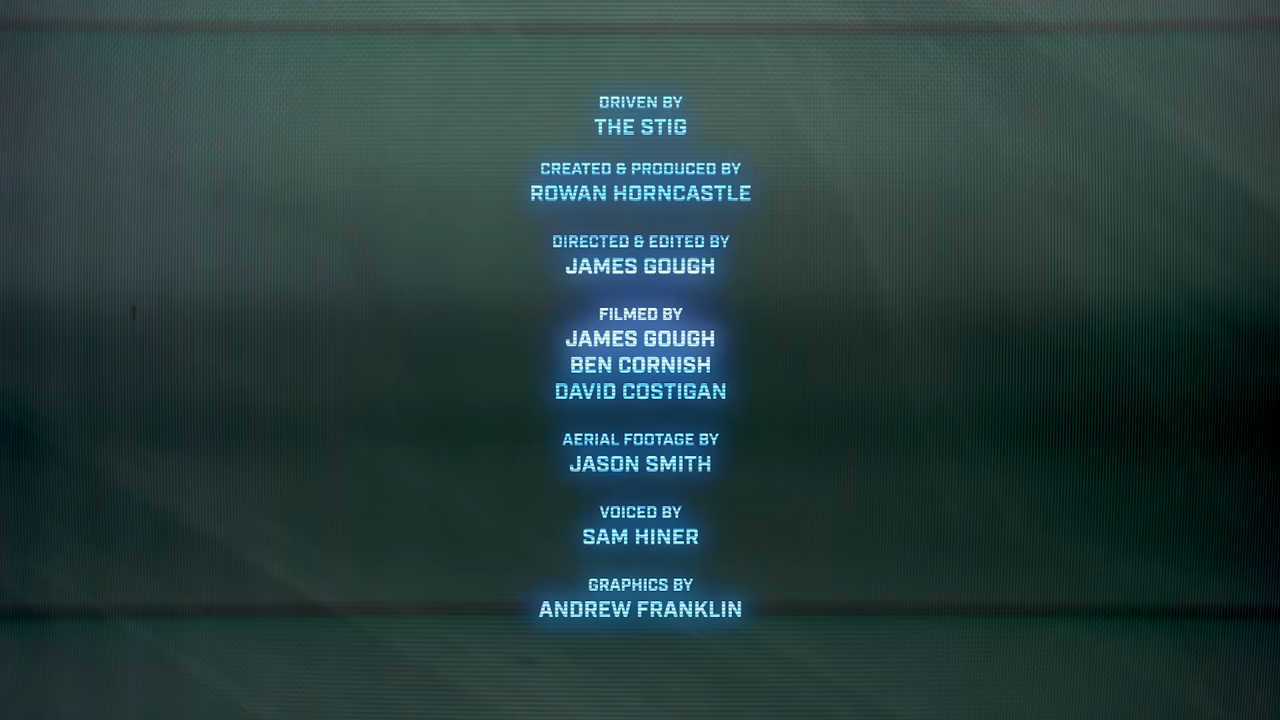 DRIVEN BY
THE STIG
CREATED & PRODUCED BY
ROWAN HORNCASTLE
DIRECTED & EDITED BY
JAMES GOUGH
FILMED BY
JAMES GOUGH
BEN CORNISH
DAVID COSTIGAN
AERIAL FOOTAGE BY
JASON SMITH
VOICED BY
SAM HINER
GRAPHICS BY
ANDREW FRANKLIN